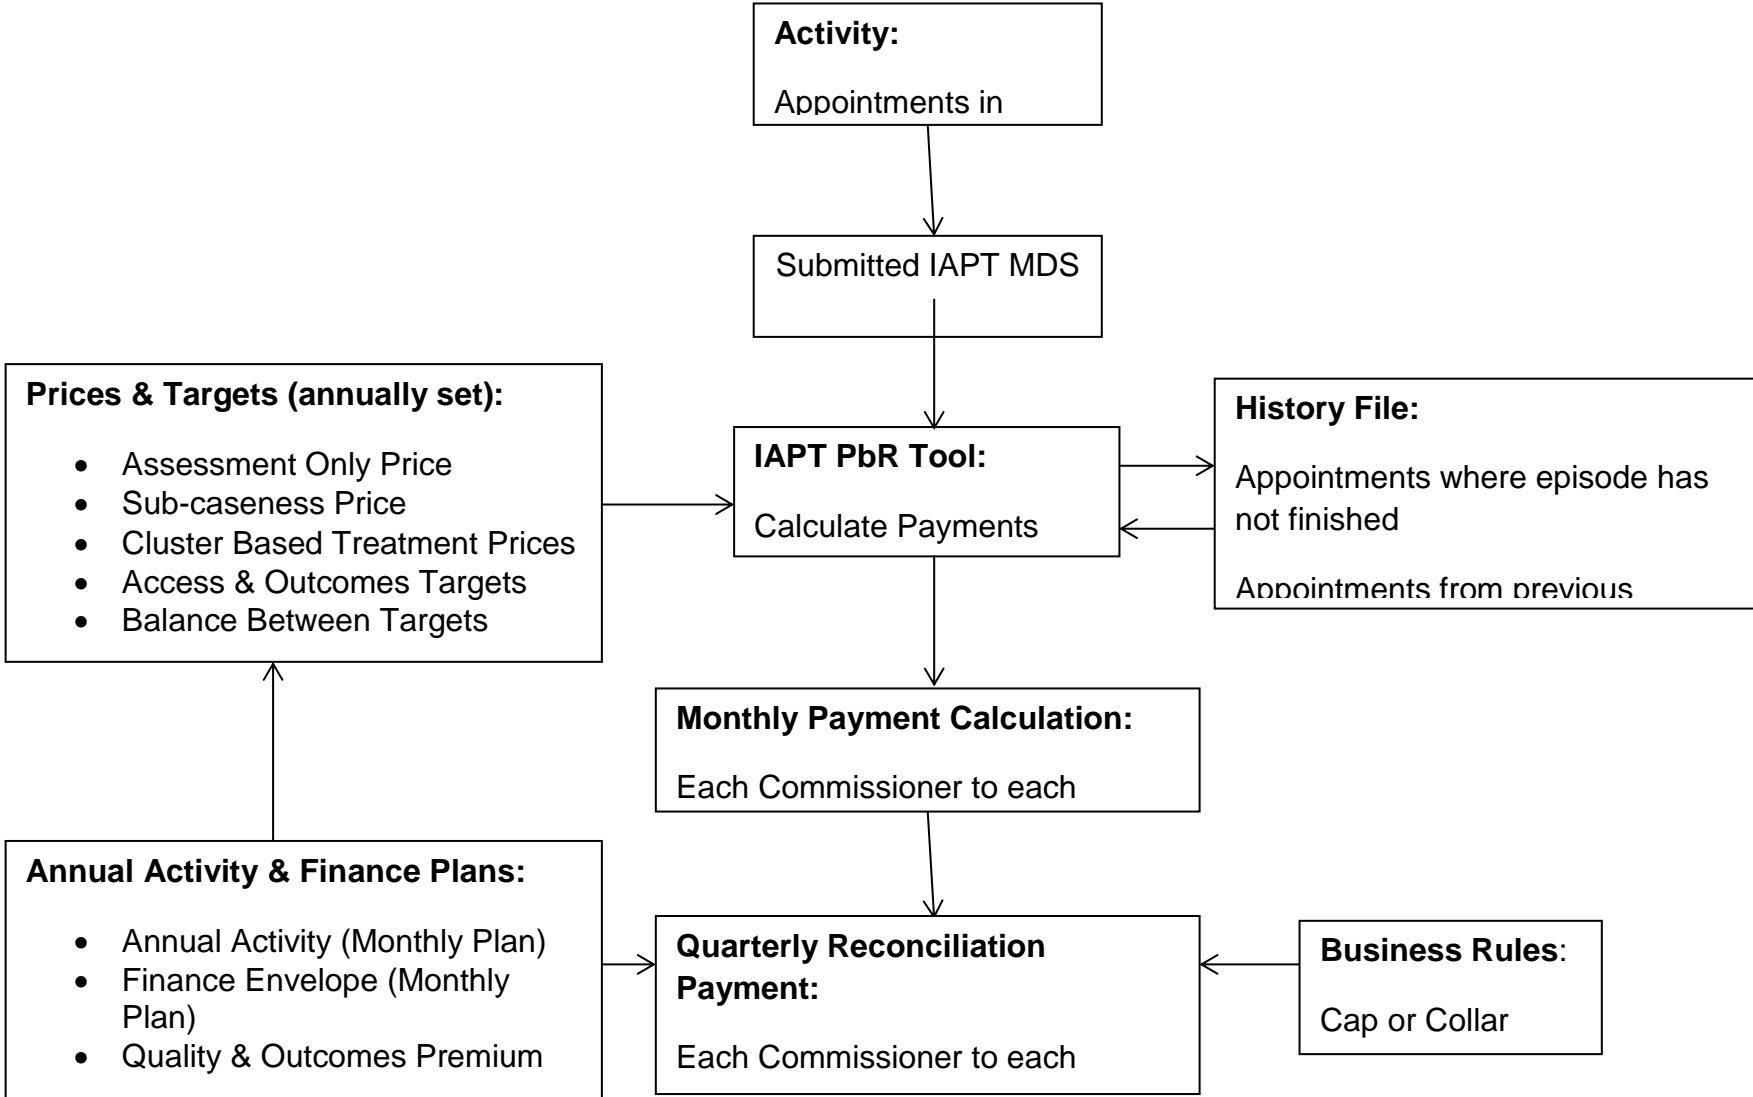 Activity:
Appointments in
Submitted IAPT MDS
Prices & Targets (annually set):
• Assessment Only Price
• Sub-caseness Price
• Cluster Based Treatment Prices
• Access & Outcomes Targets
• Balance Between Targets
IAPT PbR Tool:
Calculate Payments
History File:
Appointments where episode has
not finished
Appointments from previous
Monthly Payment Calculation:
Each Commissioner to each
Annual Activity & Finance Plans:
• Annual Activity (Monthly Plan)
• Finance Envelope (Monthly
Plan)
• Quality & Outcomes Premium
Quarterly Reconciliation
Payment:
Each Commissioner to each
Business Rules:
Cap or Collar